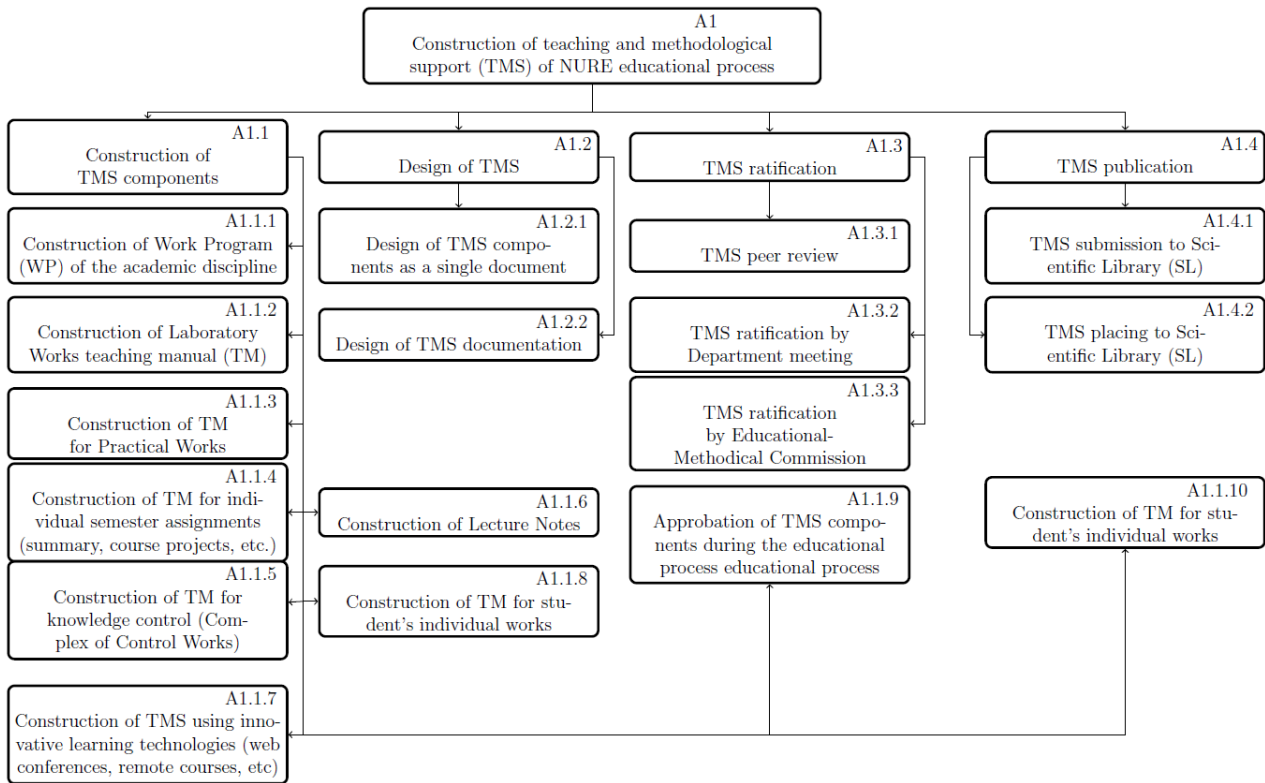 A1
Construction of teaching and methodological
support (TMS) of NURE educational process
A1.1
Construction of
TMS components
A1.2
Design of TMS
A1.3
TMS ratification
A1.4
TMS publication
A1.1.1
Construction of Work Program
(WP) of the academic discipline
A1.2.1
Design of TMS compo-
nents as a single document
A1.3.1
TMS peer review
A1.4.1
TMS submission to Sci-
entific Library (SL)
A1.1.2
Construction of Laboratory
Works teaching manual (TM)
A1.2.2
Design of TMS documentation
A1.3.2
TMS ratification by
Department meeting
A1.4.2
TMS placing to Sci-
entific Library (SL)
A1.1.3
Construction of TM
for Practical Works
A1.3.3
TMS ratification
by Educational-
Methodical Commission
A1.1.4
Construction of TM for indi-
vidual semester assignments
(summary, course projects, etc.)
A1.1.6
Construction of Lecture Notes
A1.1.9
Approbation of TMS compo-
nents during the educational
process educational process
A1.1.10
Construction of TM for stu-
dent's individual works
A1.1.5
Construction of TM for
knowledge control (Com-
plex of Control Works)
A1.1.8
Construction of TM for stu-
dent's individual works
A1.1.7
Construction of TMS using inno-
vative learning technologies (web
conferences, remote courses, etc)